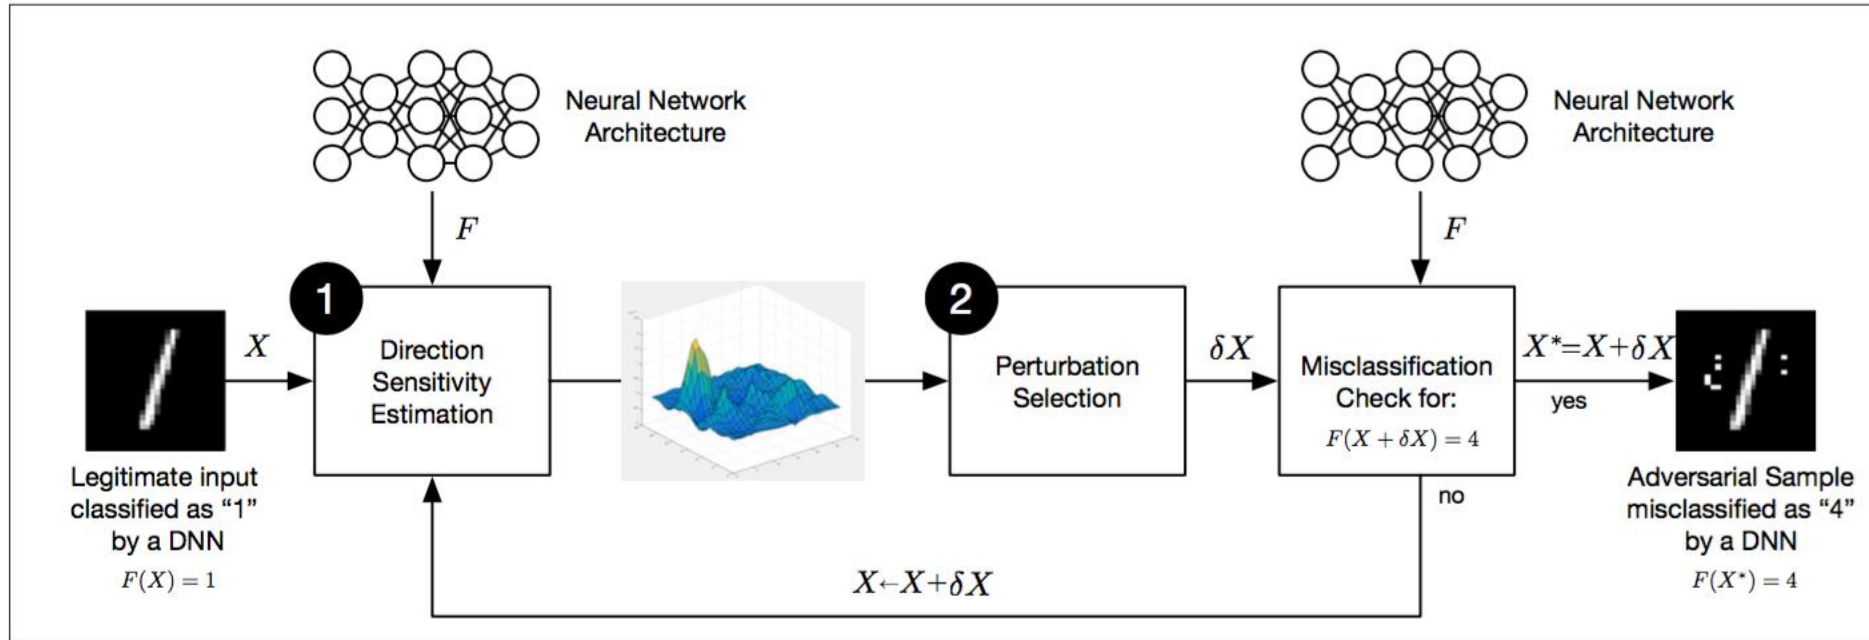 Neural Network
Architecture
F
Neural Network
Architecture
F
X
1
Direction
Sensitivity
Estimation
2
Perturbation
Selection
δX
Misclassification
Check for:
F(X + δX) = 4
X*=X+δX
yes
no
Legitimate input
classified as “1”
by a DNN
F(X) = 1
Adversarial Sample
misclassified as “4”
by a DNN
F(X*) = 4
X←X+δX